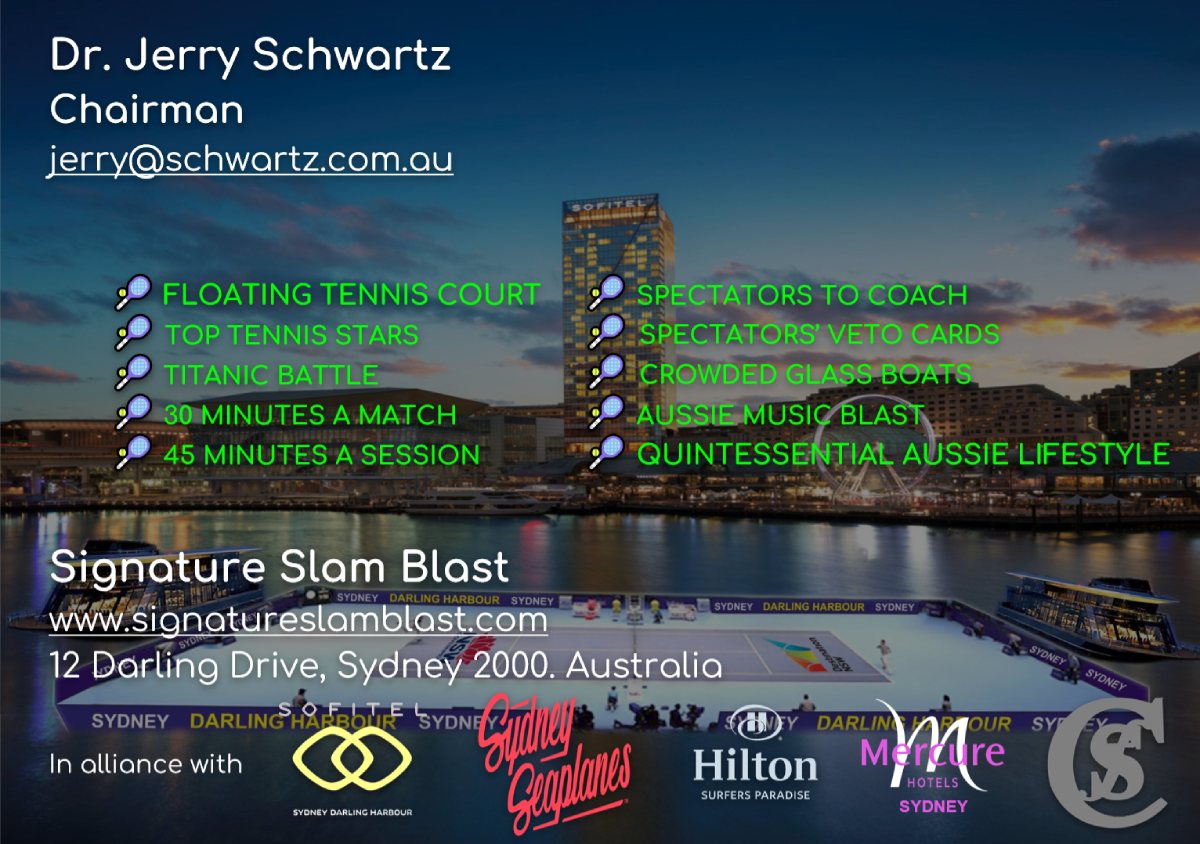 Dr. Jerry Schwartz
Chairman
jerry@schwartz.com.au
SOFITEL
FLOATING TENNIS COURT
TOP TENNIS STARS
TITANIC BATTLE
30 MINUTES A MATCH
45 MINUTES A SESSION
SPECTATORS TO COACH
SPECTATORS' VETO CARDS
CROWDED GLASS BOATS
AUSSIE MUSIC BLAST
QUINTESSENTIAL AUSSIE LIFESTYLE
Signature Slam Blast
SYDNEY DARLING HARBOUR SYDNEY
SYDNEY DARLING HARBOUR SYDNEY
www.signatureslamblast.com
12 Darling Drive, Sydney 2000. Australia
Destination NSW
SYDNEY
SYDNEY DARLING HARBOUR SYDNEY
DARLING HARBOUR
In alliance with
SOFITEL
SYDNEY DARLING HARBOUR
Sydney
Seaplanes
Hilton
SURFERS PARADISE
Mercure
HOTELS
SYDNEY